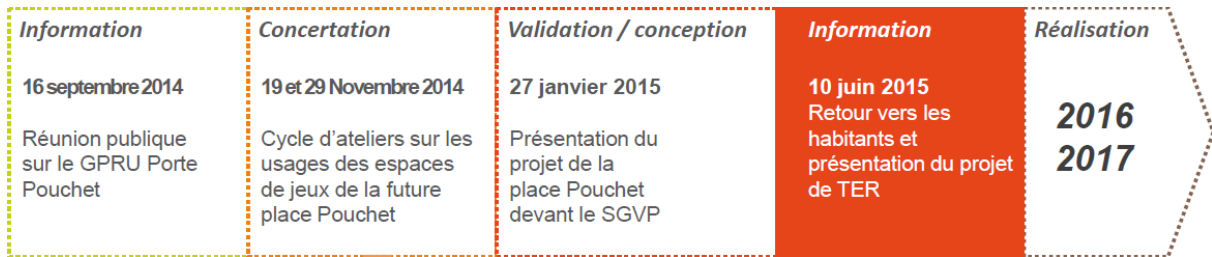 Information
16 septembre 2014
Réunion publique
sur le GPRU Porte
Pouchet
Concertation
19 et 29 Novembre 2014
Cycle d'ateliers sur les
usages des espaces
de jeux de la future
place Pouchet
Validation / conception
27 janvier 2015
Présentation du
projet de la
place Pouchet
devant le SGVP
Information
10 juin 2015
Retour vers les
habitants et
présentation du projet
de TER
Réalisation
2016
2017